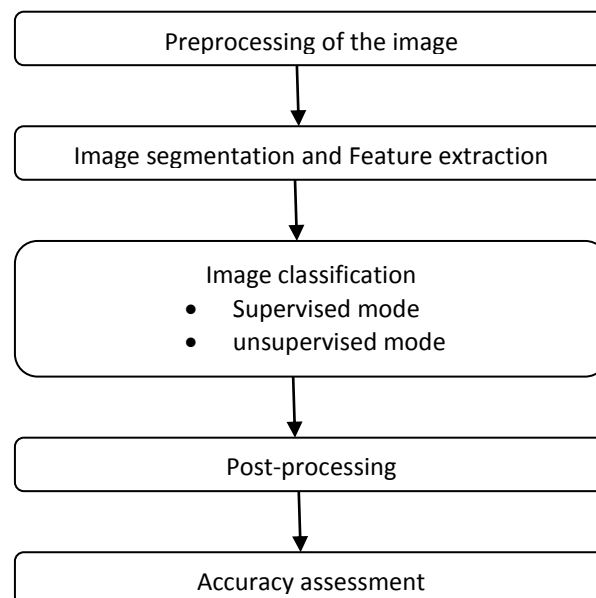 Preprocessing of the image
Image segmentation and Feature extraction
Image classification
• Supervised mode
• unsupervised mode
Post-processing
Accuracy assessment